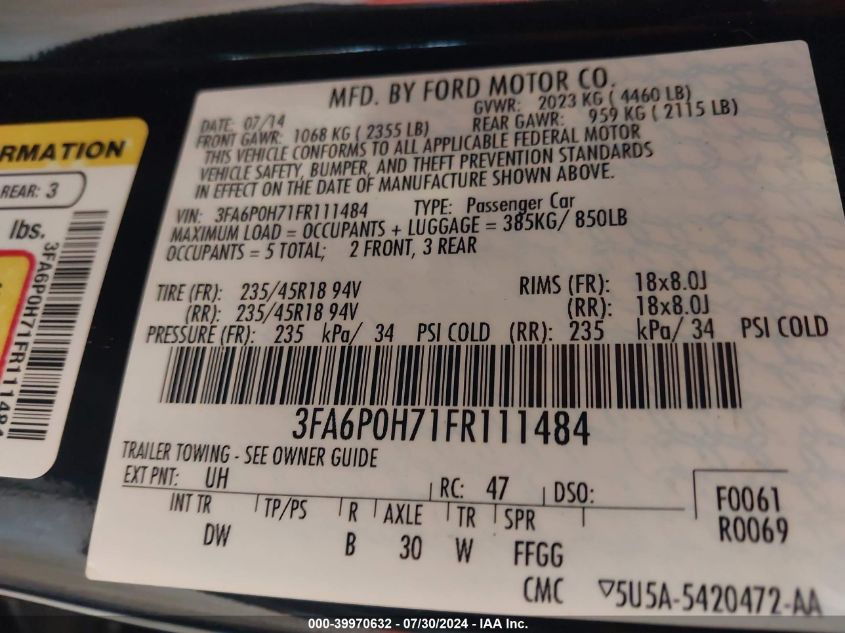 MFD. BY FORD MOTOR CO.
DATE: 07/14 GVWR: 2023 KG ( 4460 LB)
FRONT GAWR: 1068 KG ( 2355 LB) REAR GAWR: 959 KG ( 2115 LB)
THIS VEHICLE CONFORMS TO ALL APPLICABLE FEDERAL MOTOR
VEHICLE SAFETY, BUMPER, AND THEFT PREVENTION STANDARDS
IN EFFECT ON THE DATE OF MANUFACTURE SHOWN ABOVE.
VIN: 3FA6P0H71FR111484 TYPE: Passenger Car
MAXIMUM LOAD = OCCUPANTS + LUGGAGE = 385KG/ 850LB
OCCUPANTS = 5 TOTAL; 2 FRONT, 3 REAR
TIRE (FR): 235/45R18 94V RIMS (FR): 18x8.0J
(RR): 235/45R18 94V (RR): 18x8.0J
PRESSURE (FR): 235 kPa/ 34 PSI COLD (RR): 235 kPa/ 34 PSI COLD
3FA6P0H71FR111484
TRAILER TOWING - SEE OWNER GUIDE
EXT PNT: UH RC: 47 DSO:
INT TR TP/PS R AXLE TR SPR
DW B 30 W FFGG
F0061
R0069
CMC ▽5U5A-5420472-AA
RMATION
REAR: 3
lbs.
3FA6P0H71FR111484
000-39970632 - 07/30/2024 - IAA Inc.